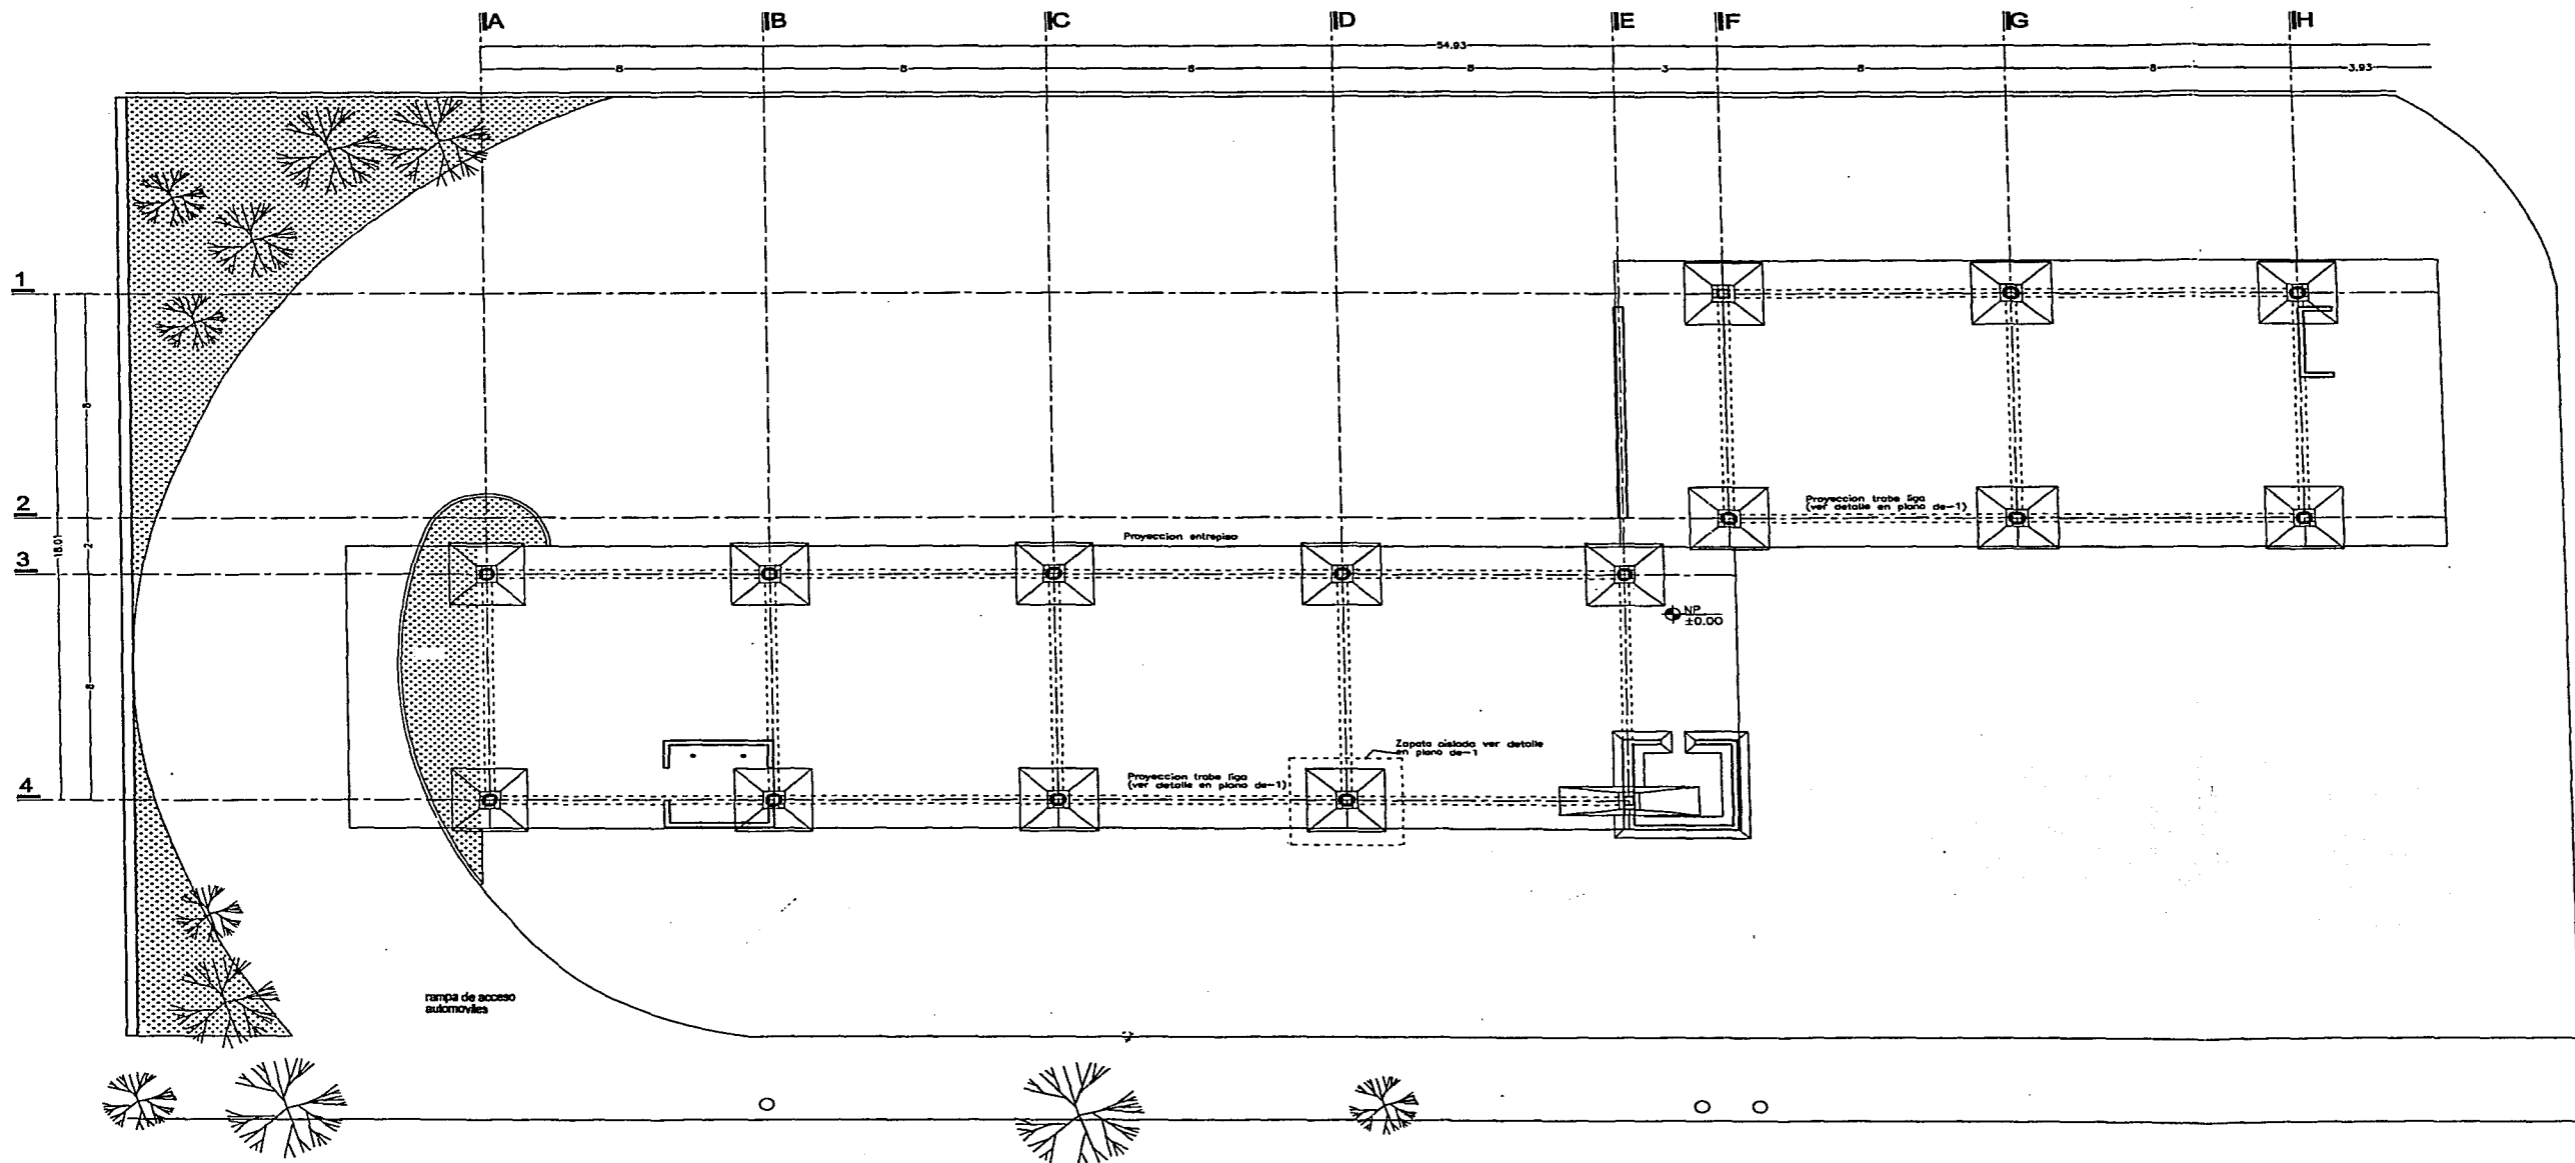 A B C D E F G H
54.93
8 8 8 8 3 8 8 3.93
1
8
2
Proyeccion trabe liga
(ver detalle en plano de-1)
Proyeccion entrepiso
18.01
2
3
NP.
±0.00
8
Zapata aislada ver detalle
en plano de-1
Proyeccion trabe liga
(ver detalle en plano de-1)
4
rampa de acceso
automoviles